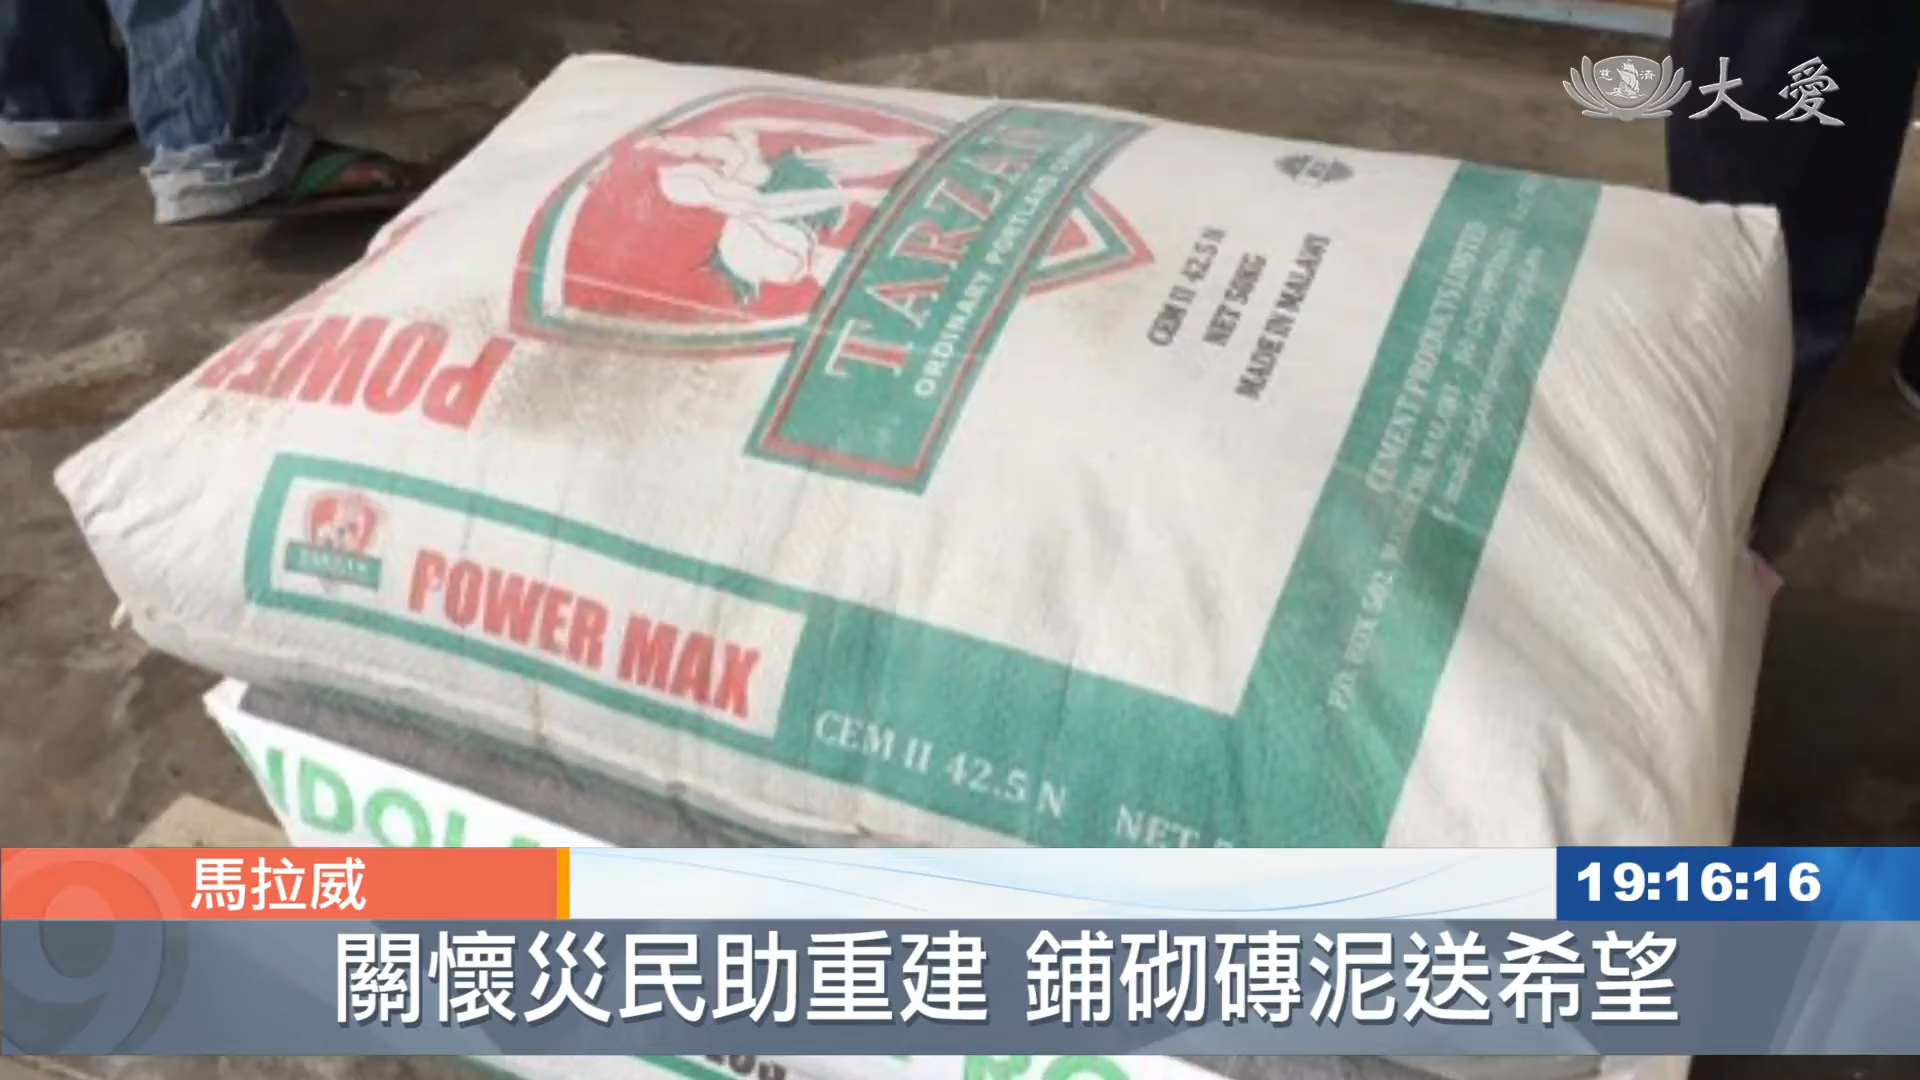 慈 濟
大愛
TARZAN
ORDINARY PORTLAND CEMENT
CEM II 42.5 N
NET 50KG
MADE IN MALAWI
CEMENT PRODUCTS LIMITED
POWER
POWER MAX
CEM II 42.5 N NET
馬拉威
19:16:16
關懷災民助重建 鋪砌磚泥送希望